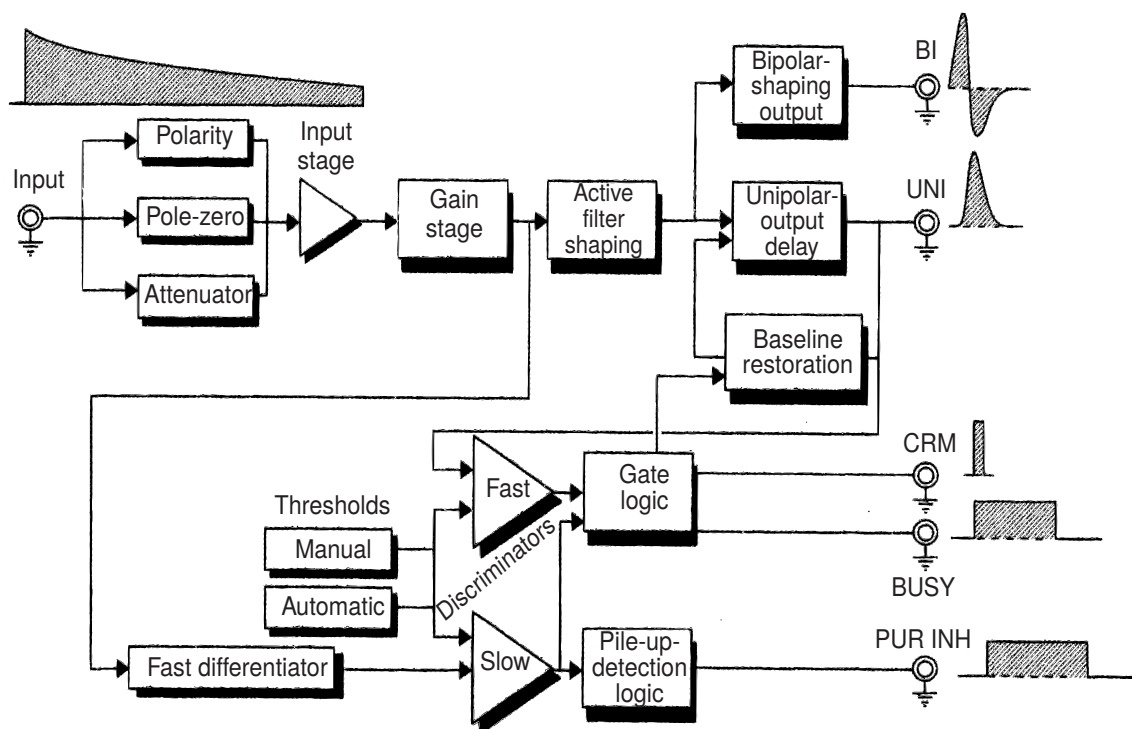 BI
Bipolar-
shaping
output
Polarity
Input
stage
Input
UNI
Pole-zero
Gain
stage
Active
filter
shaping
Unipolar-
output
delay
Attenuator
Baseline
restoration
CRM
Fast
Gate
logic
Thresholds
Manual
Discriminators
Automatic
BUSY
PUR INH
Fast differentiator
Slow
Pile-up-
detection
logic